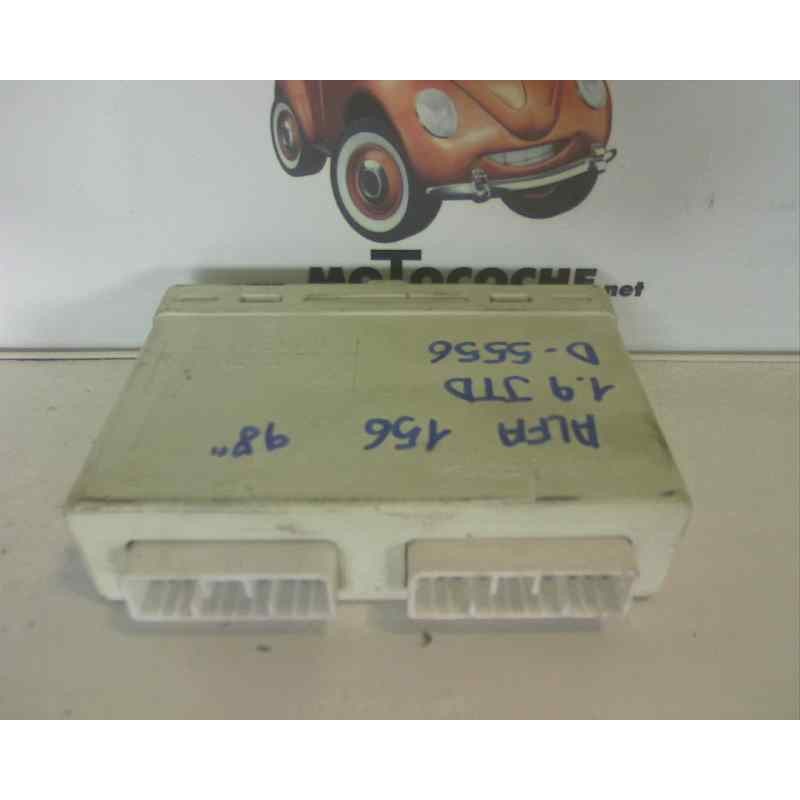 MOTOCOCHE.net
ALFA 156 98"
1.9 JTD
D-5556